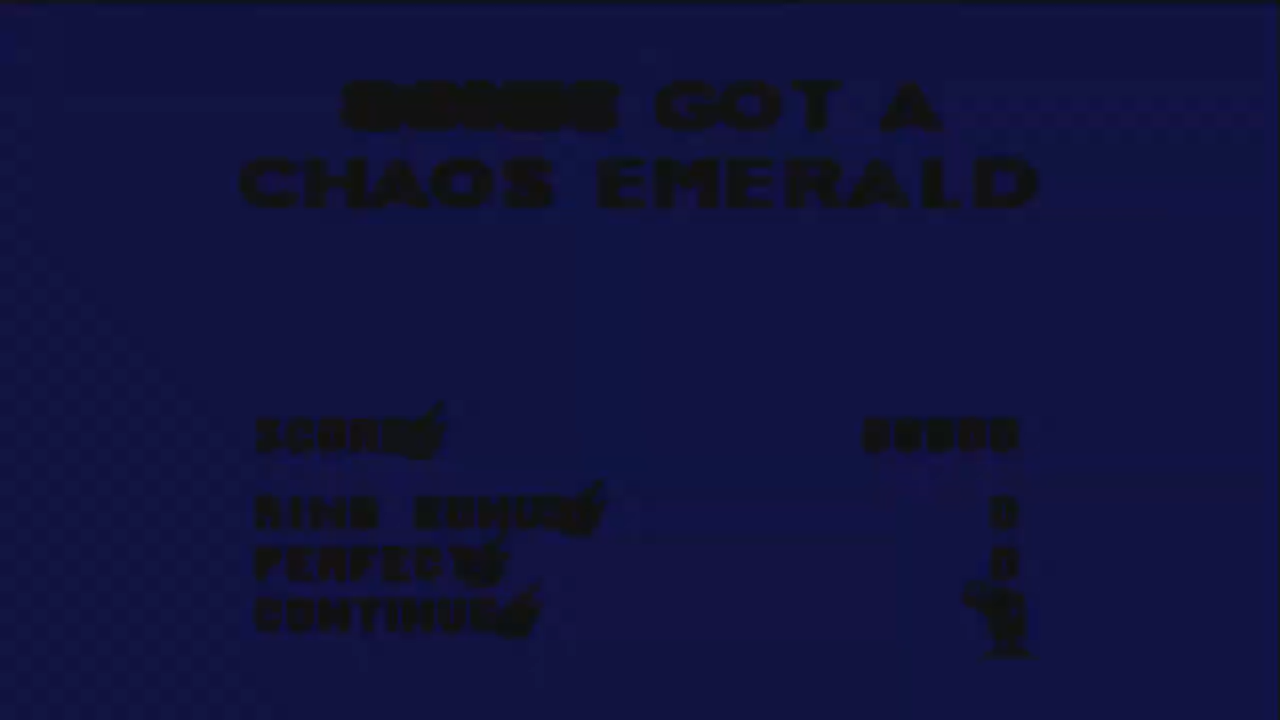 GOT A
CHAOS EMERALD
SCORE
RING BONUS 0
PERFECT 0
CONTINUE